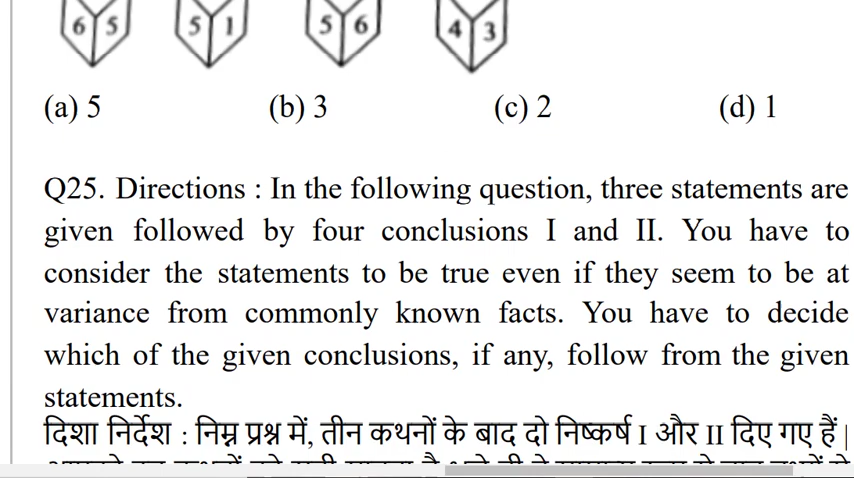 6 5 5 1 5 6 4 3
(a) 5 (b) 3 (c) 2 (d) 1
Q25. Directions : In the following question, three statements are
given followed by four conclusions I and II. You have to
consider the statements to be true even if they seem to be at
variance from commonly known facts. You have to decide
which of the given conclusions, if any, follow from the given
statements.
दिशा निर्देश : निम्न प्रश्न में, तीन कथनों के बाद दो निष्कर्ष I और II दिए गए हैं |